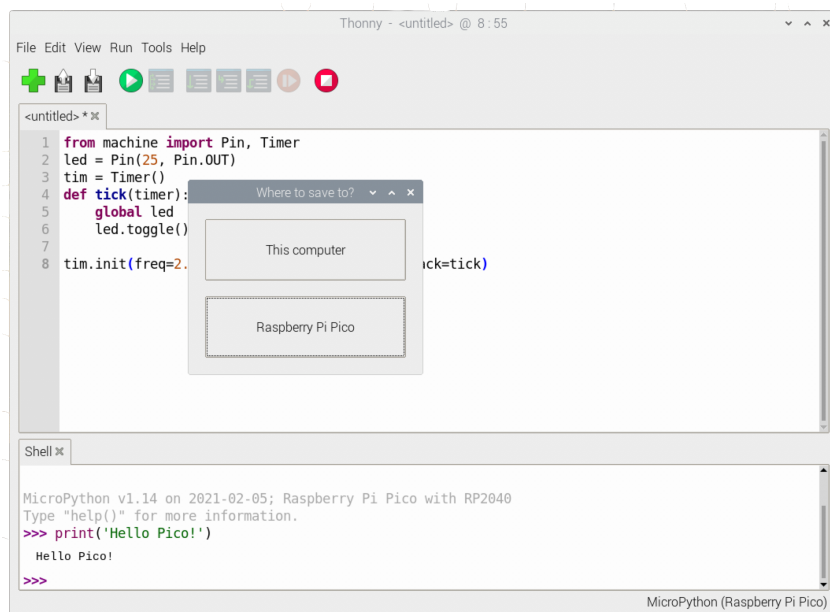 Thonny - <untitled> @ 8:55
File Edit View Run Tools Help
<untitled> *
1 from machine import Pin, Timer
2 led = Pin(25, Pin.OUT)
3 tim = Timer()
4 def tick(timer):
5     global led
6     led.toggle()
7
8 tim.init(freq=2. ck=tick)
Where to save to?
This computer
Raspberry Pi Pico
Shell
MicroPython v1.14 on 2021-02-05; Raspberry Pi Pico with RP2040
Type "help()" for more information.
>>> print('Hello Pico!')
Hello Pico!
>>>
MicroPython (Raspberry Pi Pico)